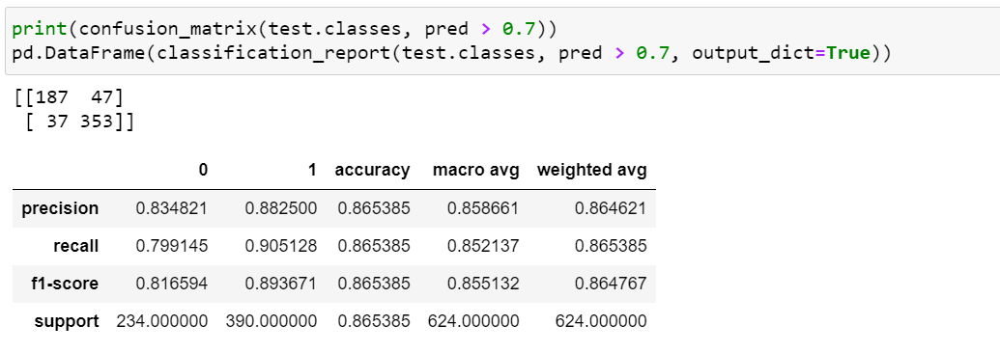 print(confusion_matrix(test.classes, pred > 0.7))
pd.DataFrame(classification_report(test.classes, pred > 0.7, output_dict=True))
[[187  47]
 [ 37 353]]
0 1 accuracy macro avg weighted avg
precision 0.834821 0.882500 0.865385 0.858661 0.864621
recall 0.799145 0.905128 0.865385 0.852137 0.865385
f1-score 0.816594 0.893671 0.865385 0.855132 0.864767
support 234.000000 390.000000 0.865385 624.000000 624.000000